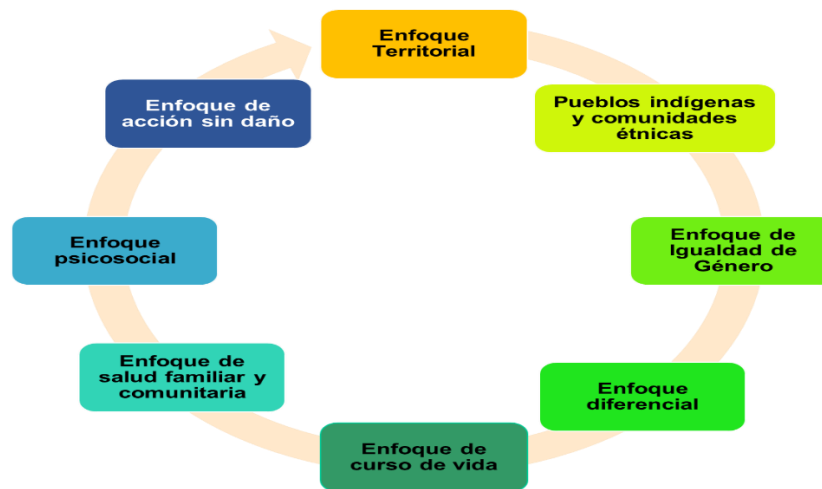 Enfoque
Territorial
Pueblos indígenas
y comunidades
étnicas
Enfoque de
Igualdad de
Género
Enfoque
diferencial
Enfoque de
curso de vida
Enfoque de
salud familiar y
comunitaria
Enfoque
psicosocial
Enfoque de
acción sin daño